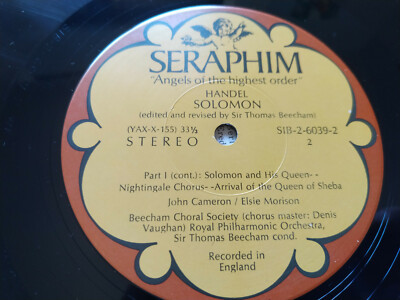 SERAPHIM
"Angels of the highest order"
HANDEL
SOLOMON
(edited and revised by Sir Thomas Beecham)
(YAX-X-155) 33⅓ SIB-2-6039-2
STEREO 2
Part I (cont.): Solomon and His Queen--
Nightingale Chorus--Arrival of the Queen of Sheba
John Cameron / Elsie Morison
Beecham Choral Society (chorus master: Denis
Vaughan) Royal Philharmonic Orchestra,
Sir Thomas Beecham cond.
Recorded in
England